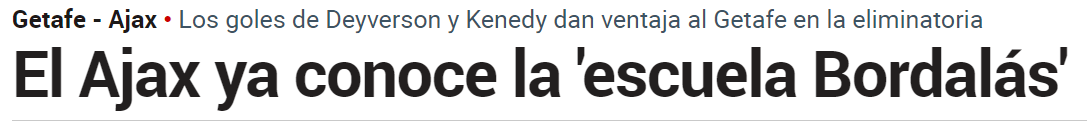 Getafe - Ajax • Los goles de Deyverson y Kenedy dan ventaja al Getafe en la eliminatoria
El Ajax ya conoce la 'escuela Bordalás'